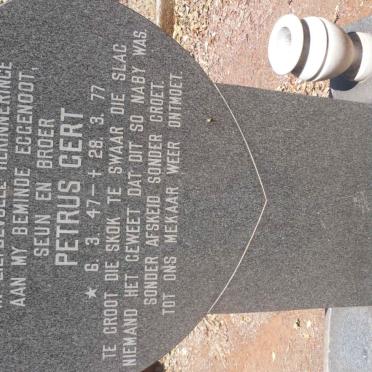 LIEFDEVOLLE HERINNERINGE
AAN MY BEMINDE EGGENOOT,
SEUN EN BROER
PETRUS GERT
★ 6. 3. 47 – † 28. 3. 77
TE GROOT DIE SKOK TE SWAAR DIE SLAG
NIEMAND HET GEWEET DAT DIT SO NABY WAS.
SONDER AFSKEID SONDER GROET.
TOT ONS MEKAAR WEER ONTMOET.